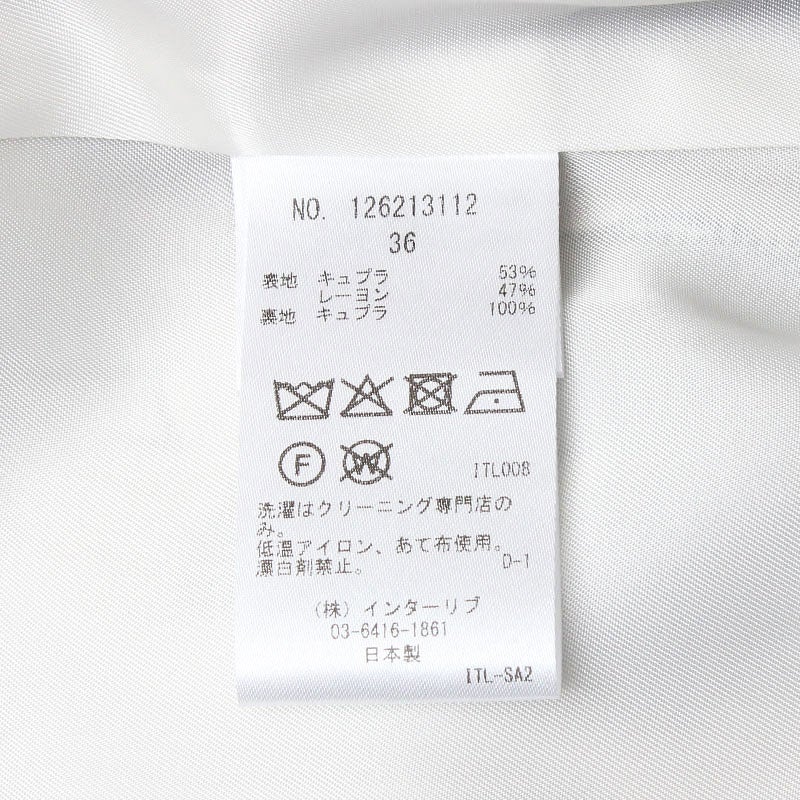 NO. 126213112
36
表地 キュプラ 53%
レーヨン 47%
裏地 キュプラ 100%
F W ITL008
洗濯はクリーニング専門店の
み。
低温アイロン、あて布使用。
漂白剤禁止。 D-1
(株)インターリブ
03-6416-1861
日本製
ITL-SA2